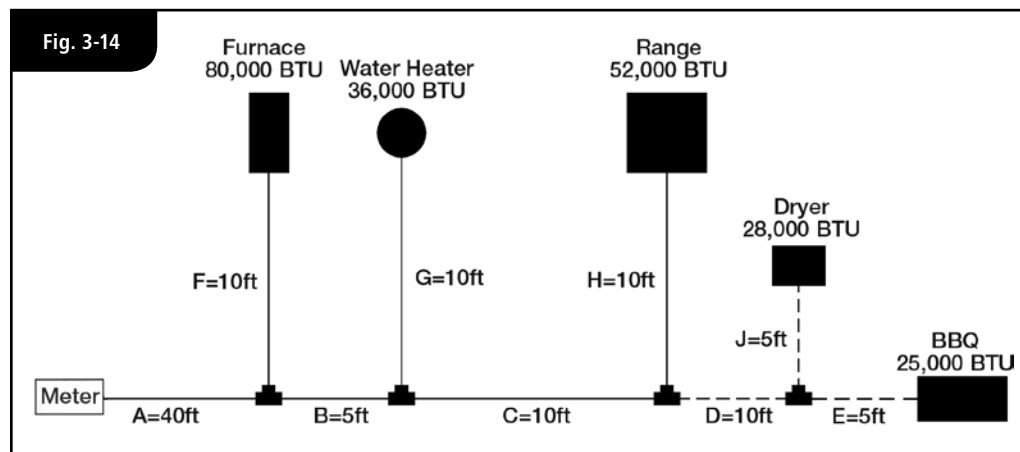 Fig. 3-14
Furnace
80,000 BTU
Water Heater
36,000 BTU
Range
52,000 BTU
Dryer
28,000 BTU
F=10ft
G=10ft
H=10ft
J=5ft
BBQ
25,000 BTU
Meter
A=40ft
B=5ft
C=10ft
D=10ft
E=5ft